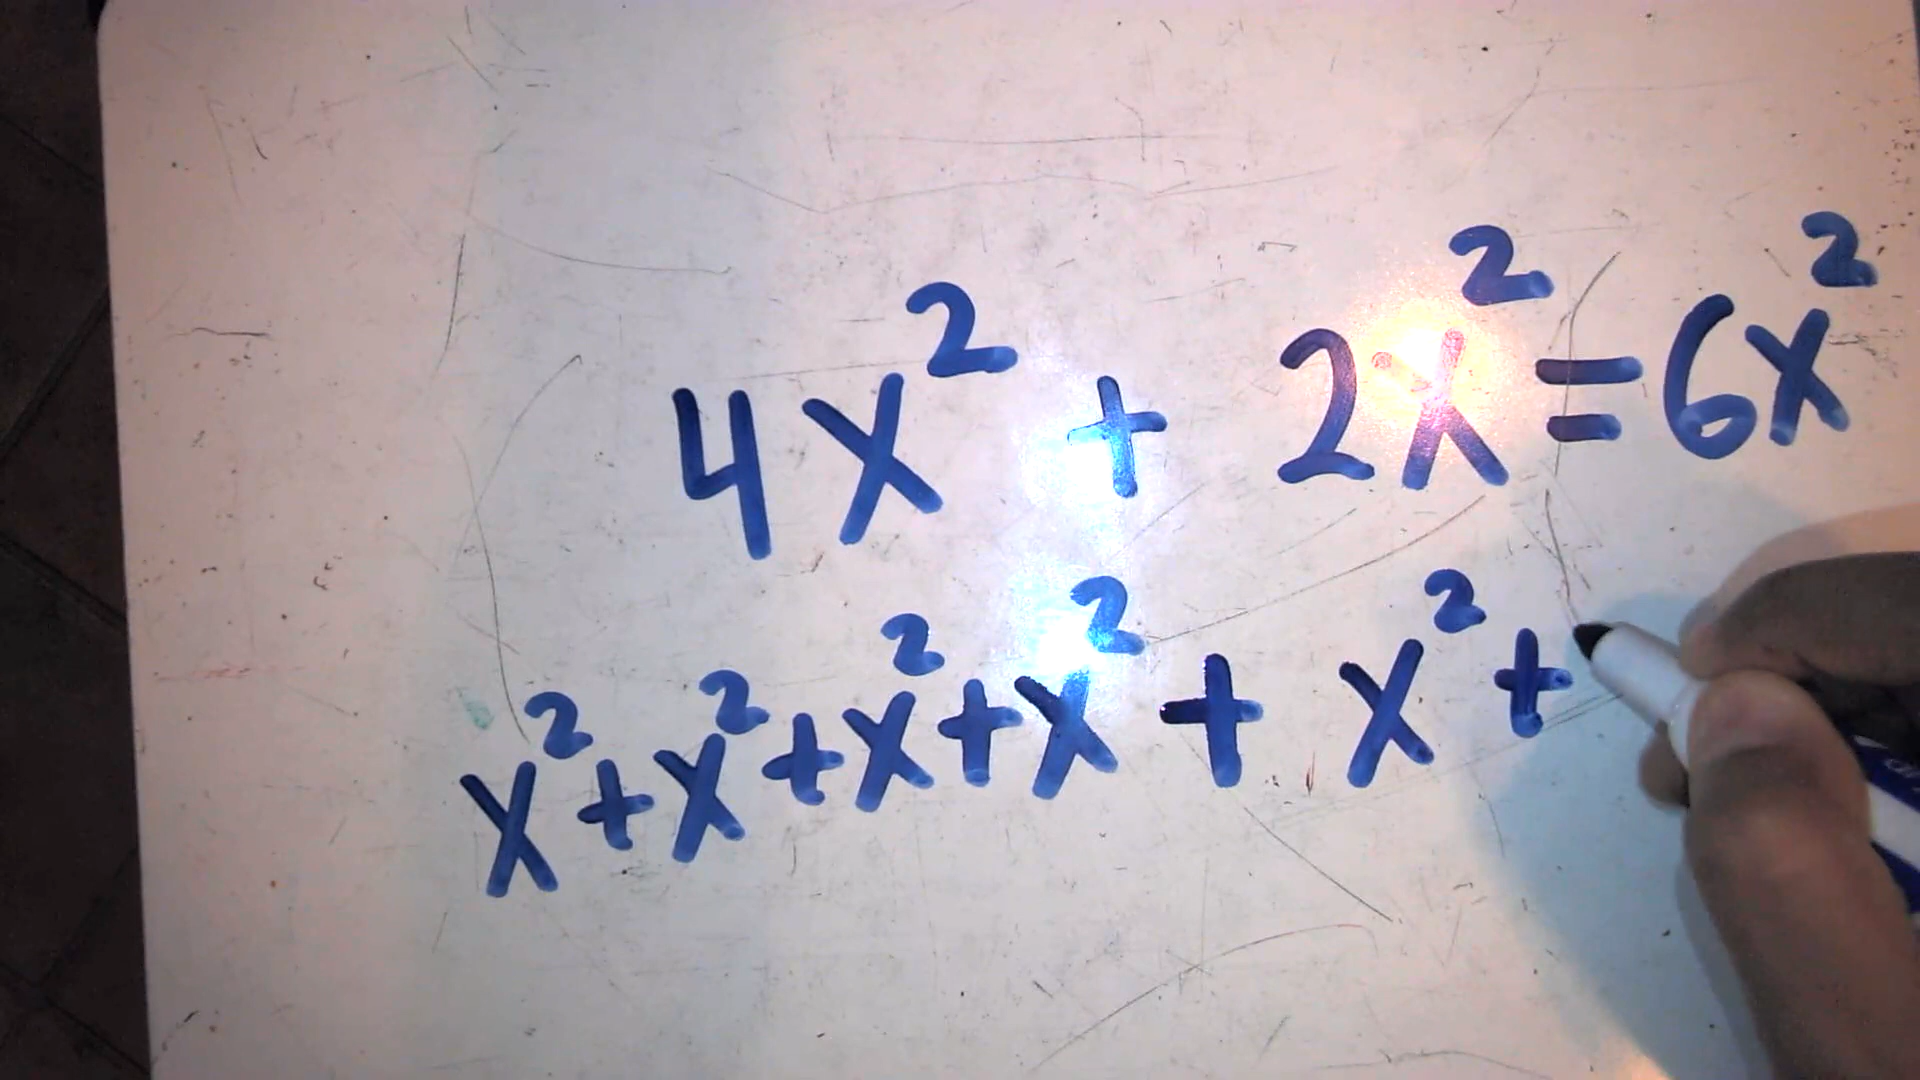 4x² + 2x² = 6x²
x² + x² + x² + x² + x² +